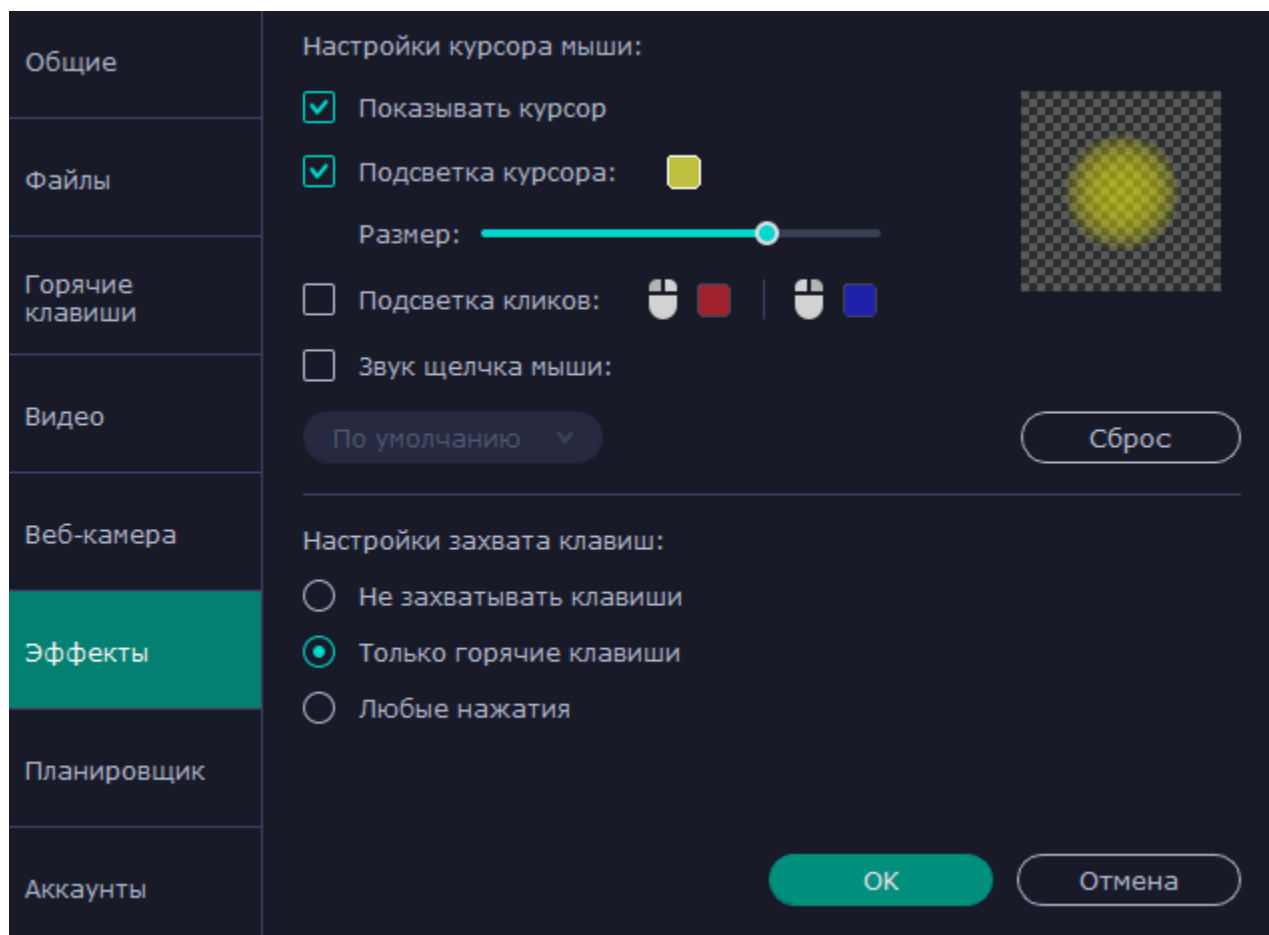 Общие
Файлы
Горячие
клавиши
Видео
Веб-камера
Эффекты
Планировщик
Аккаунты
Настройки курсора мыши:
Показывать курсор
Подсветка курсора:
Размер:
Подсветка кликов:
Звук щелчка мыши:
По умолчанию
Сброс
Настройки захвата клавиш:
Не захватывать клавиши
Только горячие клавиши
Любые нажатия
OK
Отмена